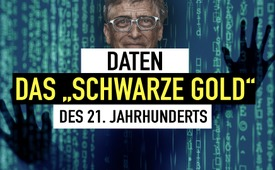 DATEN
DAS „SCHWARZE GOLD“
DES 21. JAHRHUNDERTS